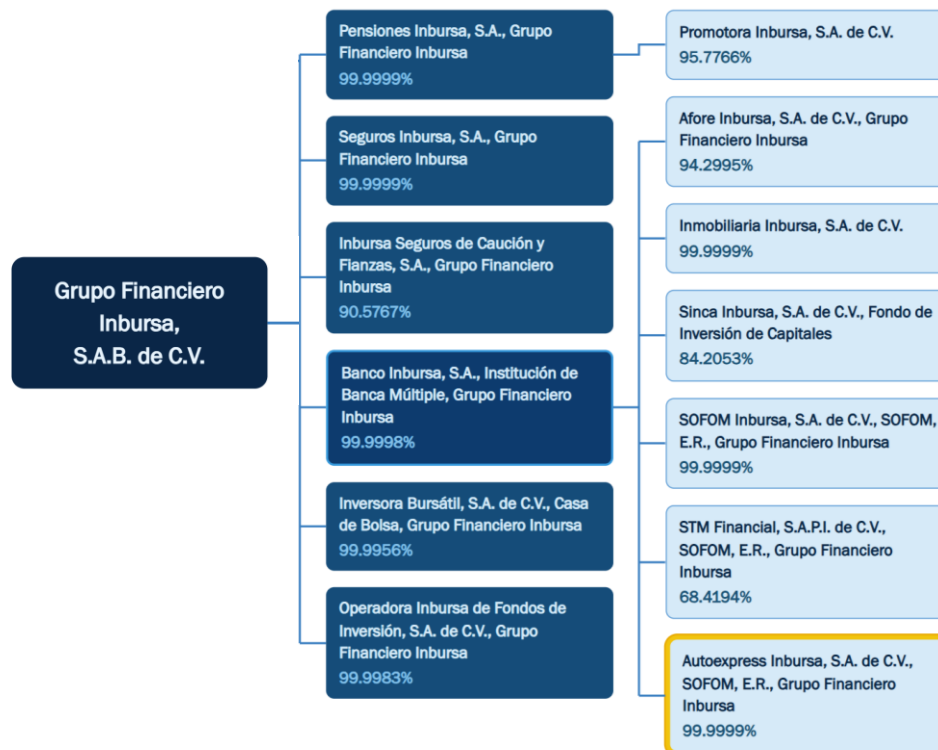 Grupo Financiero
Inbursa,
S.A.B. de C.V.
Pensiones Inbursa, S.A., Grupo
Financiero Inbursa
99.9999%
Seguros Inbursa, S.A., Grupo
Financiero Inbursa
99.9999%
Inbursa Seguros de Caución y
Fianzas, S.A., Grupo Financiero
Inbursa
90.5767%
Banco Inbursa, S.A., Institución de
Banca Múltiple, Grupo Financiero
Inbursa
99.9998%
Inversora Bursátil, S.A. de C.V., Casa
de Bolsa, Grupo Financiero Inbursa
99.9956%
Operadora Inbursa de Fondos de
Inversión, S.A. de C.V., Grupo
Financiero Inbursa
99.9983%
Promotora Inbursa, S.A. de C.V.
95.7766%
Afore Inbursa, S.A. de C.V., Grupo
Financiero Inbursa
94.2995%
Inmobiliaria Inbursa, S.A. de C.V.
99.9999%
Sinca Inbursa, S.A. de C.V., Fondo de
Inversión de Capitales
84.2053%
SOFOM Inbursa, S.A. de C.V., SOFOM,
E.R., Grupo Financiero Inbursa
99.9999%
STM Financial, S.A.P.I. de C.V.,
SOFOM, E.R., Grupo Financiero
Inbursa
68.4194%
Autoexpress Inbursa, S.A. de C.V.,
SOFOM, E.R., Grupo Financiero
Inbursa
99.9999%